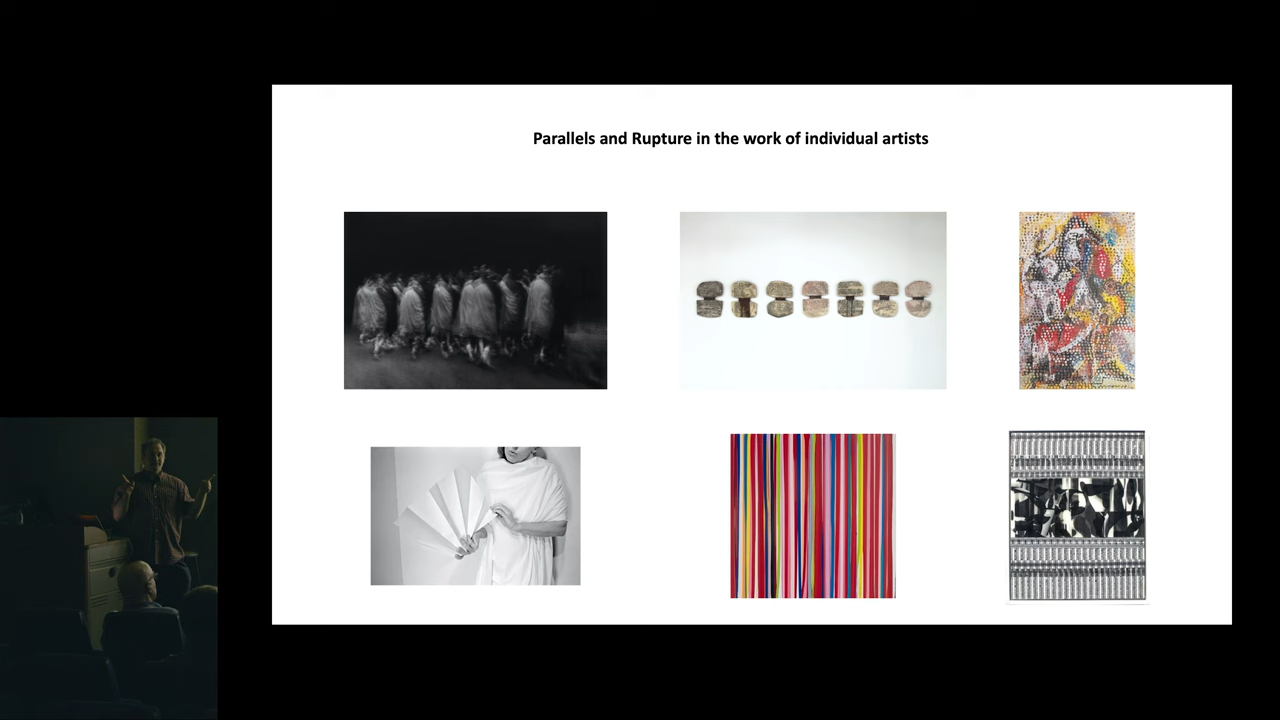 Parallels and Rupture in the work of individual artists